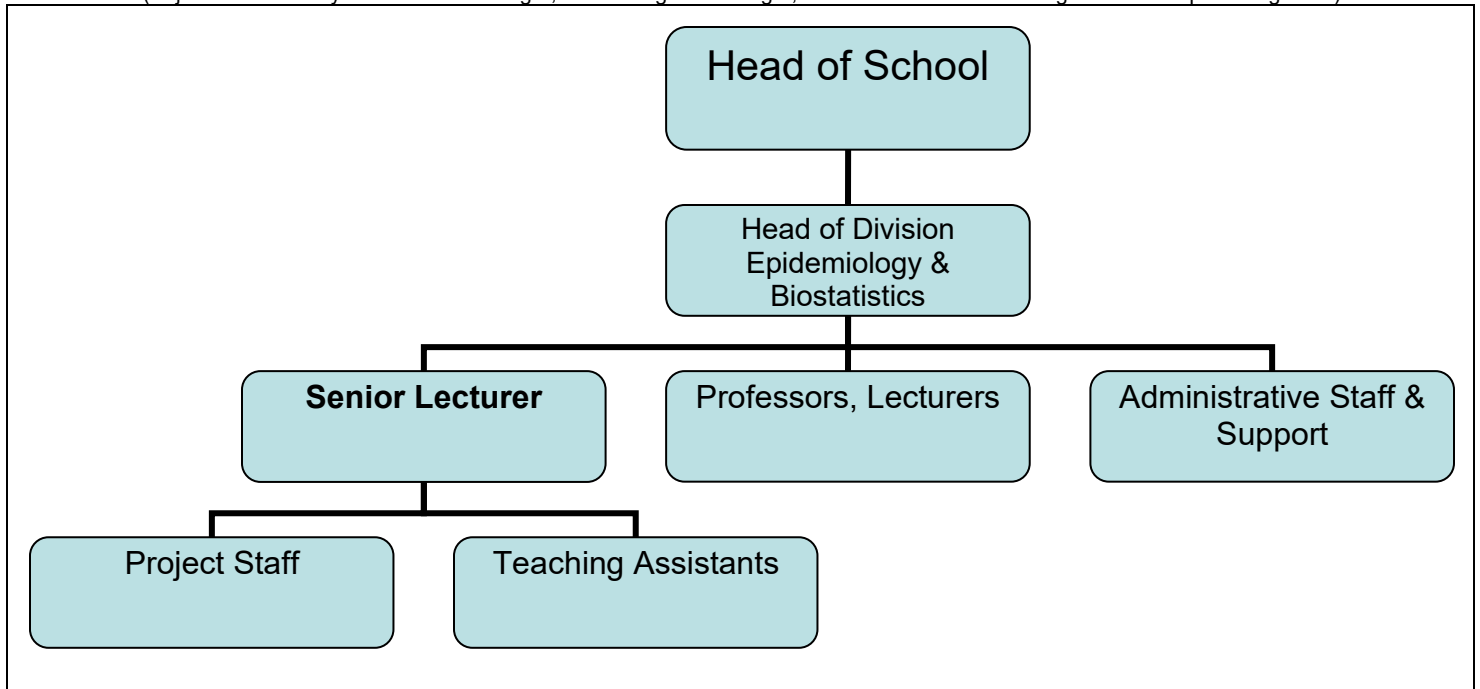 Head of School
Head of Division
Epidemiology &
Biostatistics
Senior Lecturer
Professors, Lecturers
Administrative Staff &
Support
Project Staff
Teaching Assistants